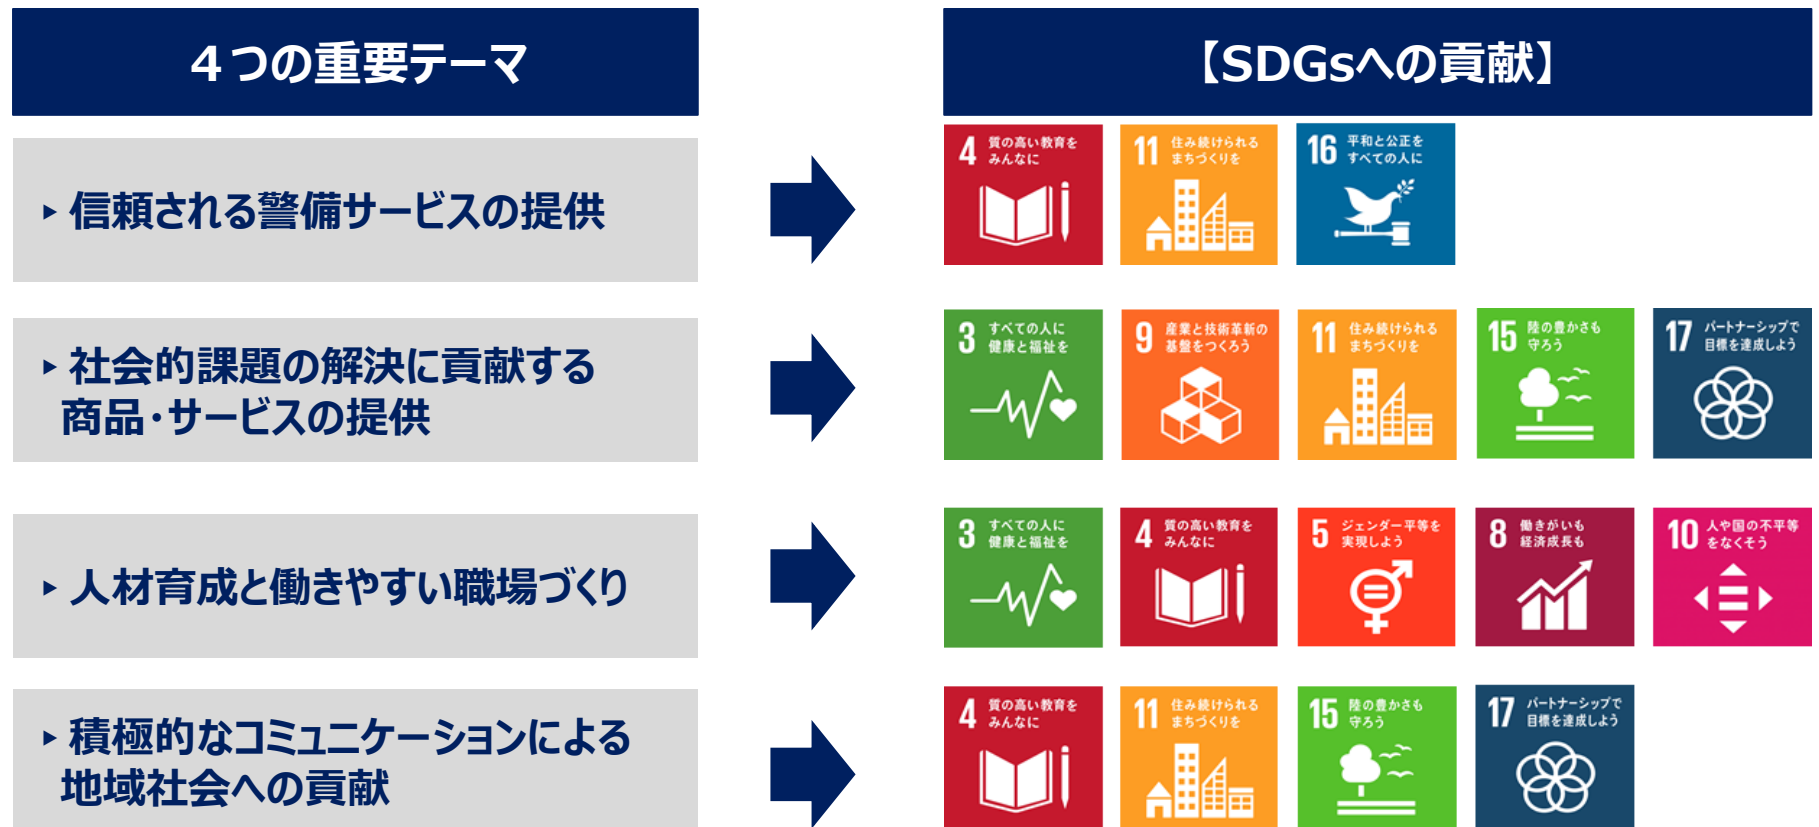 4つの重要テーマ
【SDGsへの貢献】
▸ 信頼される警備サービスの提供
4 質の高い教育を
みんなに
11 住み続けられる
まちづくりを
16 平和と公正を
すべての人に
▸ 社会的課題の解決に貢献する
商品・サービスの提供
3 すべての人に
健康と福祉を
9 産業と技術革新の
基盤をつくろう
11 住み続けられる
まちづくりを
15 陸の豊かさも
守ろう
17 パートナーシップで
目標を達成しよう
▸ 人材育成と働きやすい職場づくり
3 すべての人に
健康と福祉を
4 質の高い教育を
みんなに
5 ジェンダー平等を
実現しよう
8 働きがいも
経済成長も
10 人や国の不平等
をなくそう
▸ 積極的なコミュニケーションによる
地域社会への貢献
4 質の高い教育を
みんなに
11 住み続けられる
まちづくりを
15 陸の豊かさも
守ろう
17 パートナーシップで
目標を達成しよう